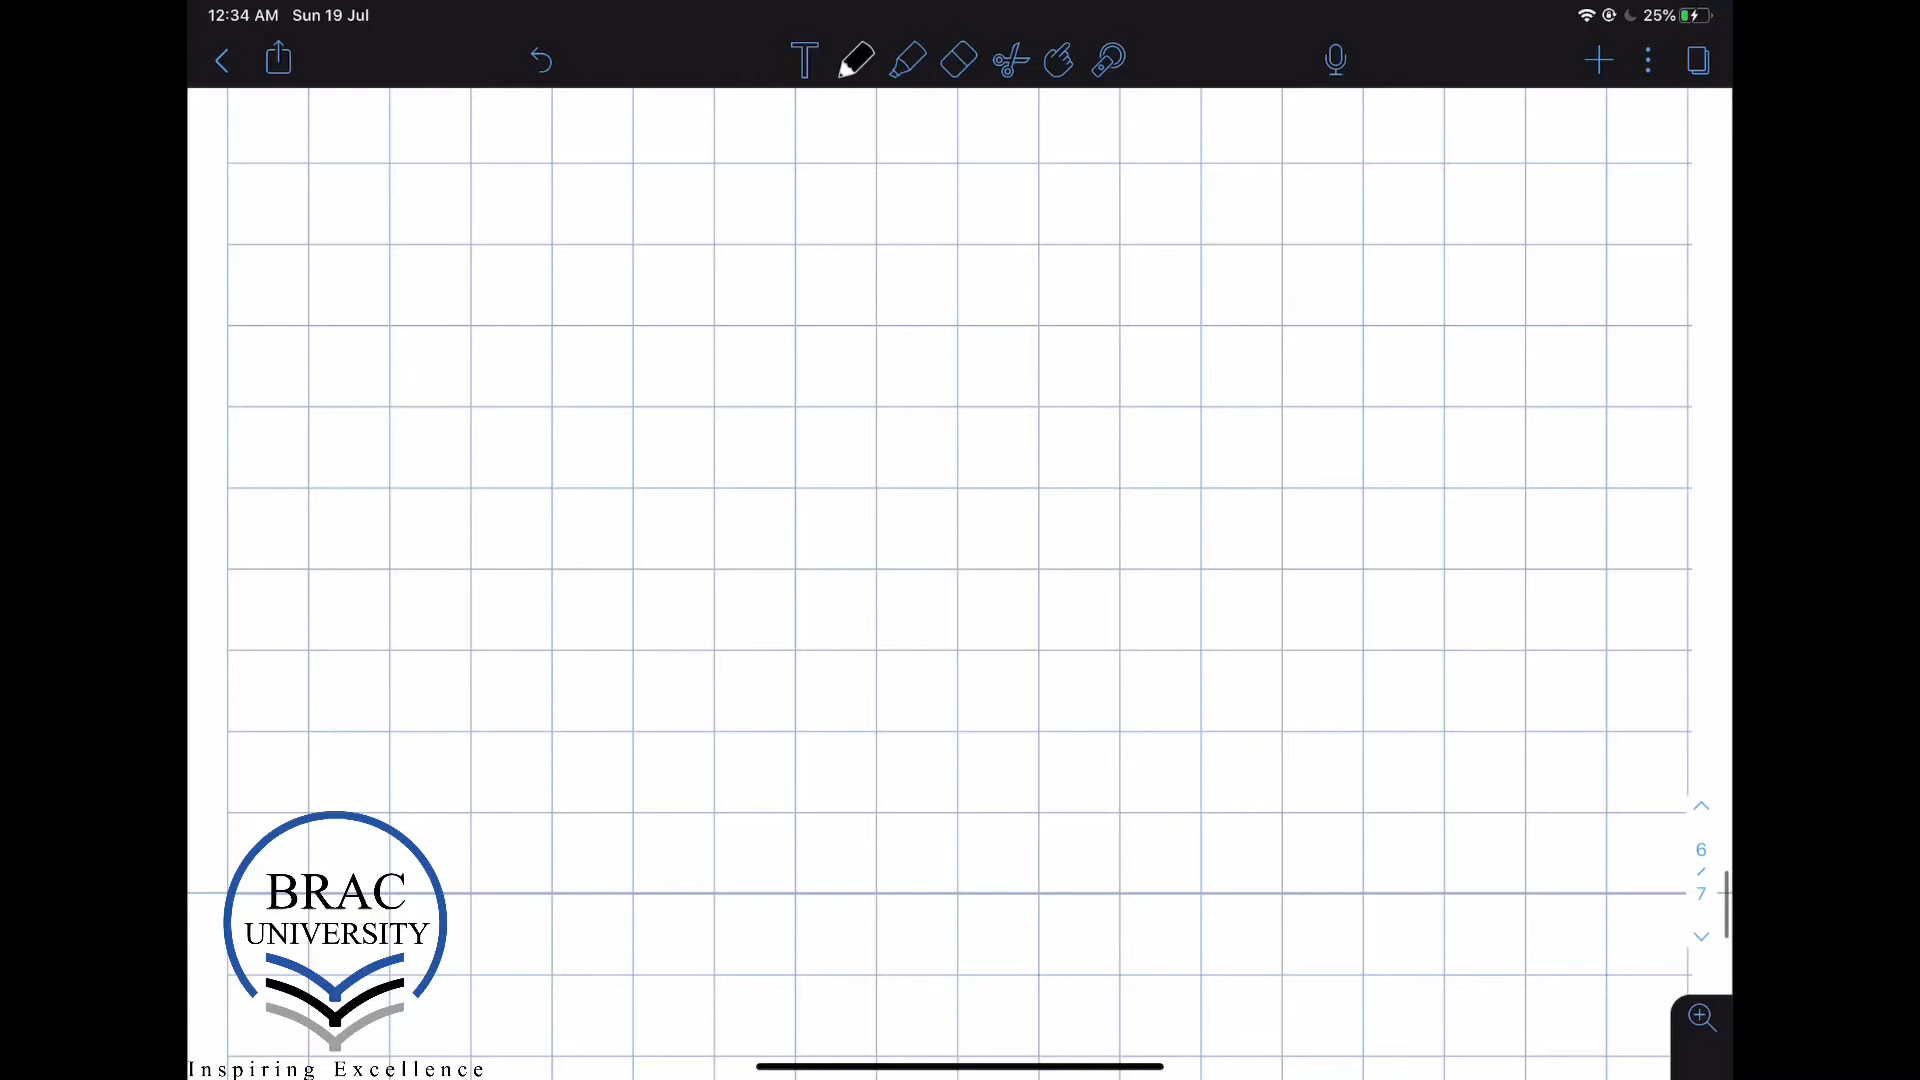 12:34 AM Sun 19 Jul
25%
T
6
7
BRAC
UNIVERSITY
Inspiring Excellence